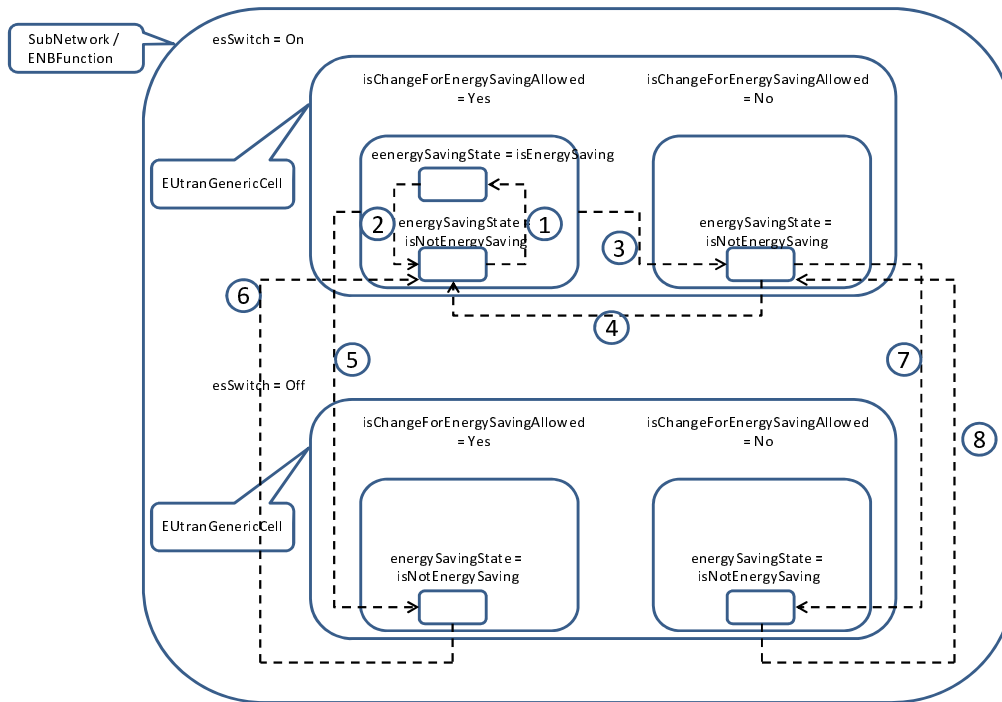 SubNetwork /
ENBFunction
esSwitch = On
isChangeForEnergySavingAllowed
= Yes
isChangeForEnergySavingAllowed
= No
EUtranGenericCell
eenergySavingState = isEnergySaving
2
1
energySavingState =
isNotEnergySaving
3
energySavingState =
isNotEnergySaving
6
4
5
7
esSwitch = Off
isChangeForEnergySavingAllowed
= Yes
isChangeForEnergySavingAllowed
= No
8
EUtranGenericCell
energySavingState =
isNotEnergySaving
energySavingState =
isNotEnergySaving